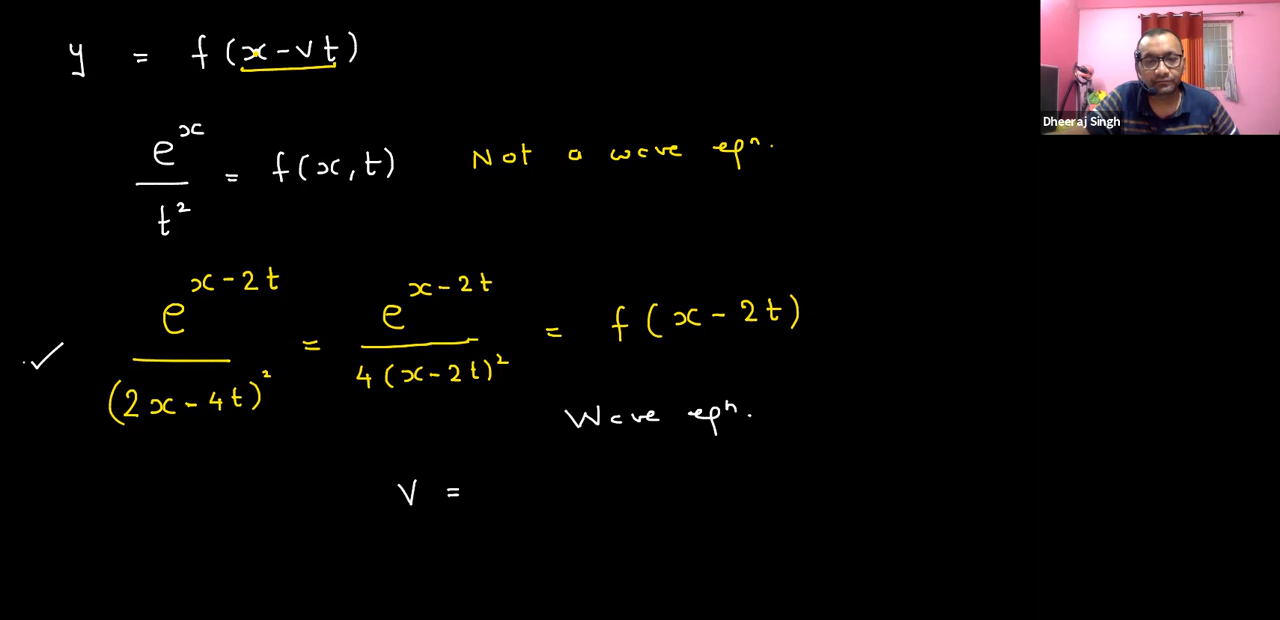 y = f(x-vt)
Dheeraj Singh
e^x / t^2 = f(x,t) Not a wave eqn.
e^(x-2t) / (2x-4t)^2 = e^(x-2t) / 4(x-2t)^2 = f(x-2t)
Wave eqn.
V =